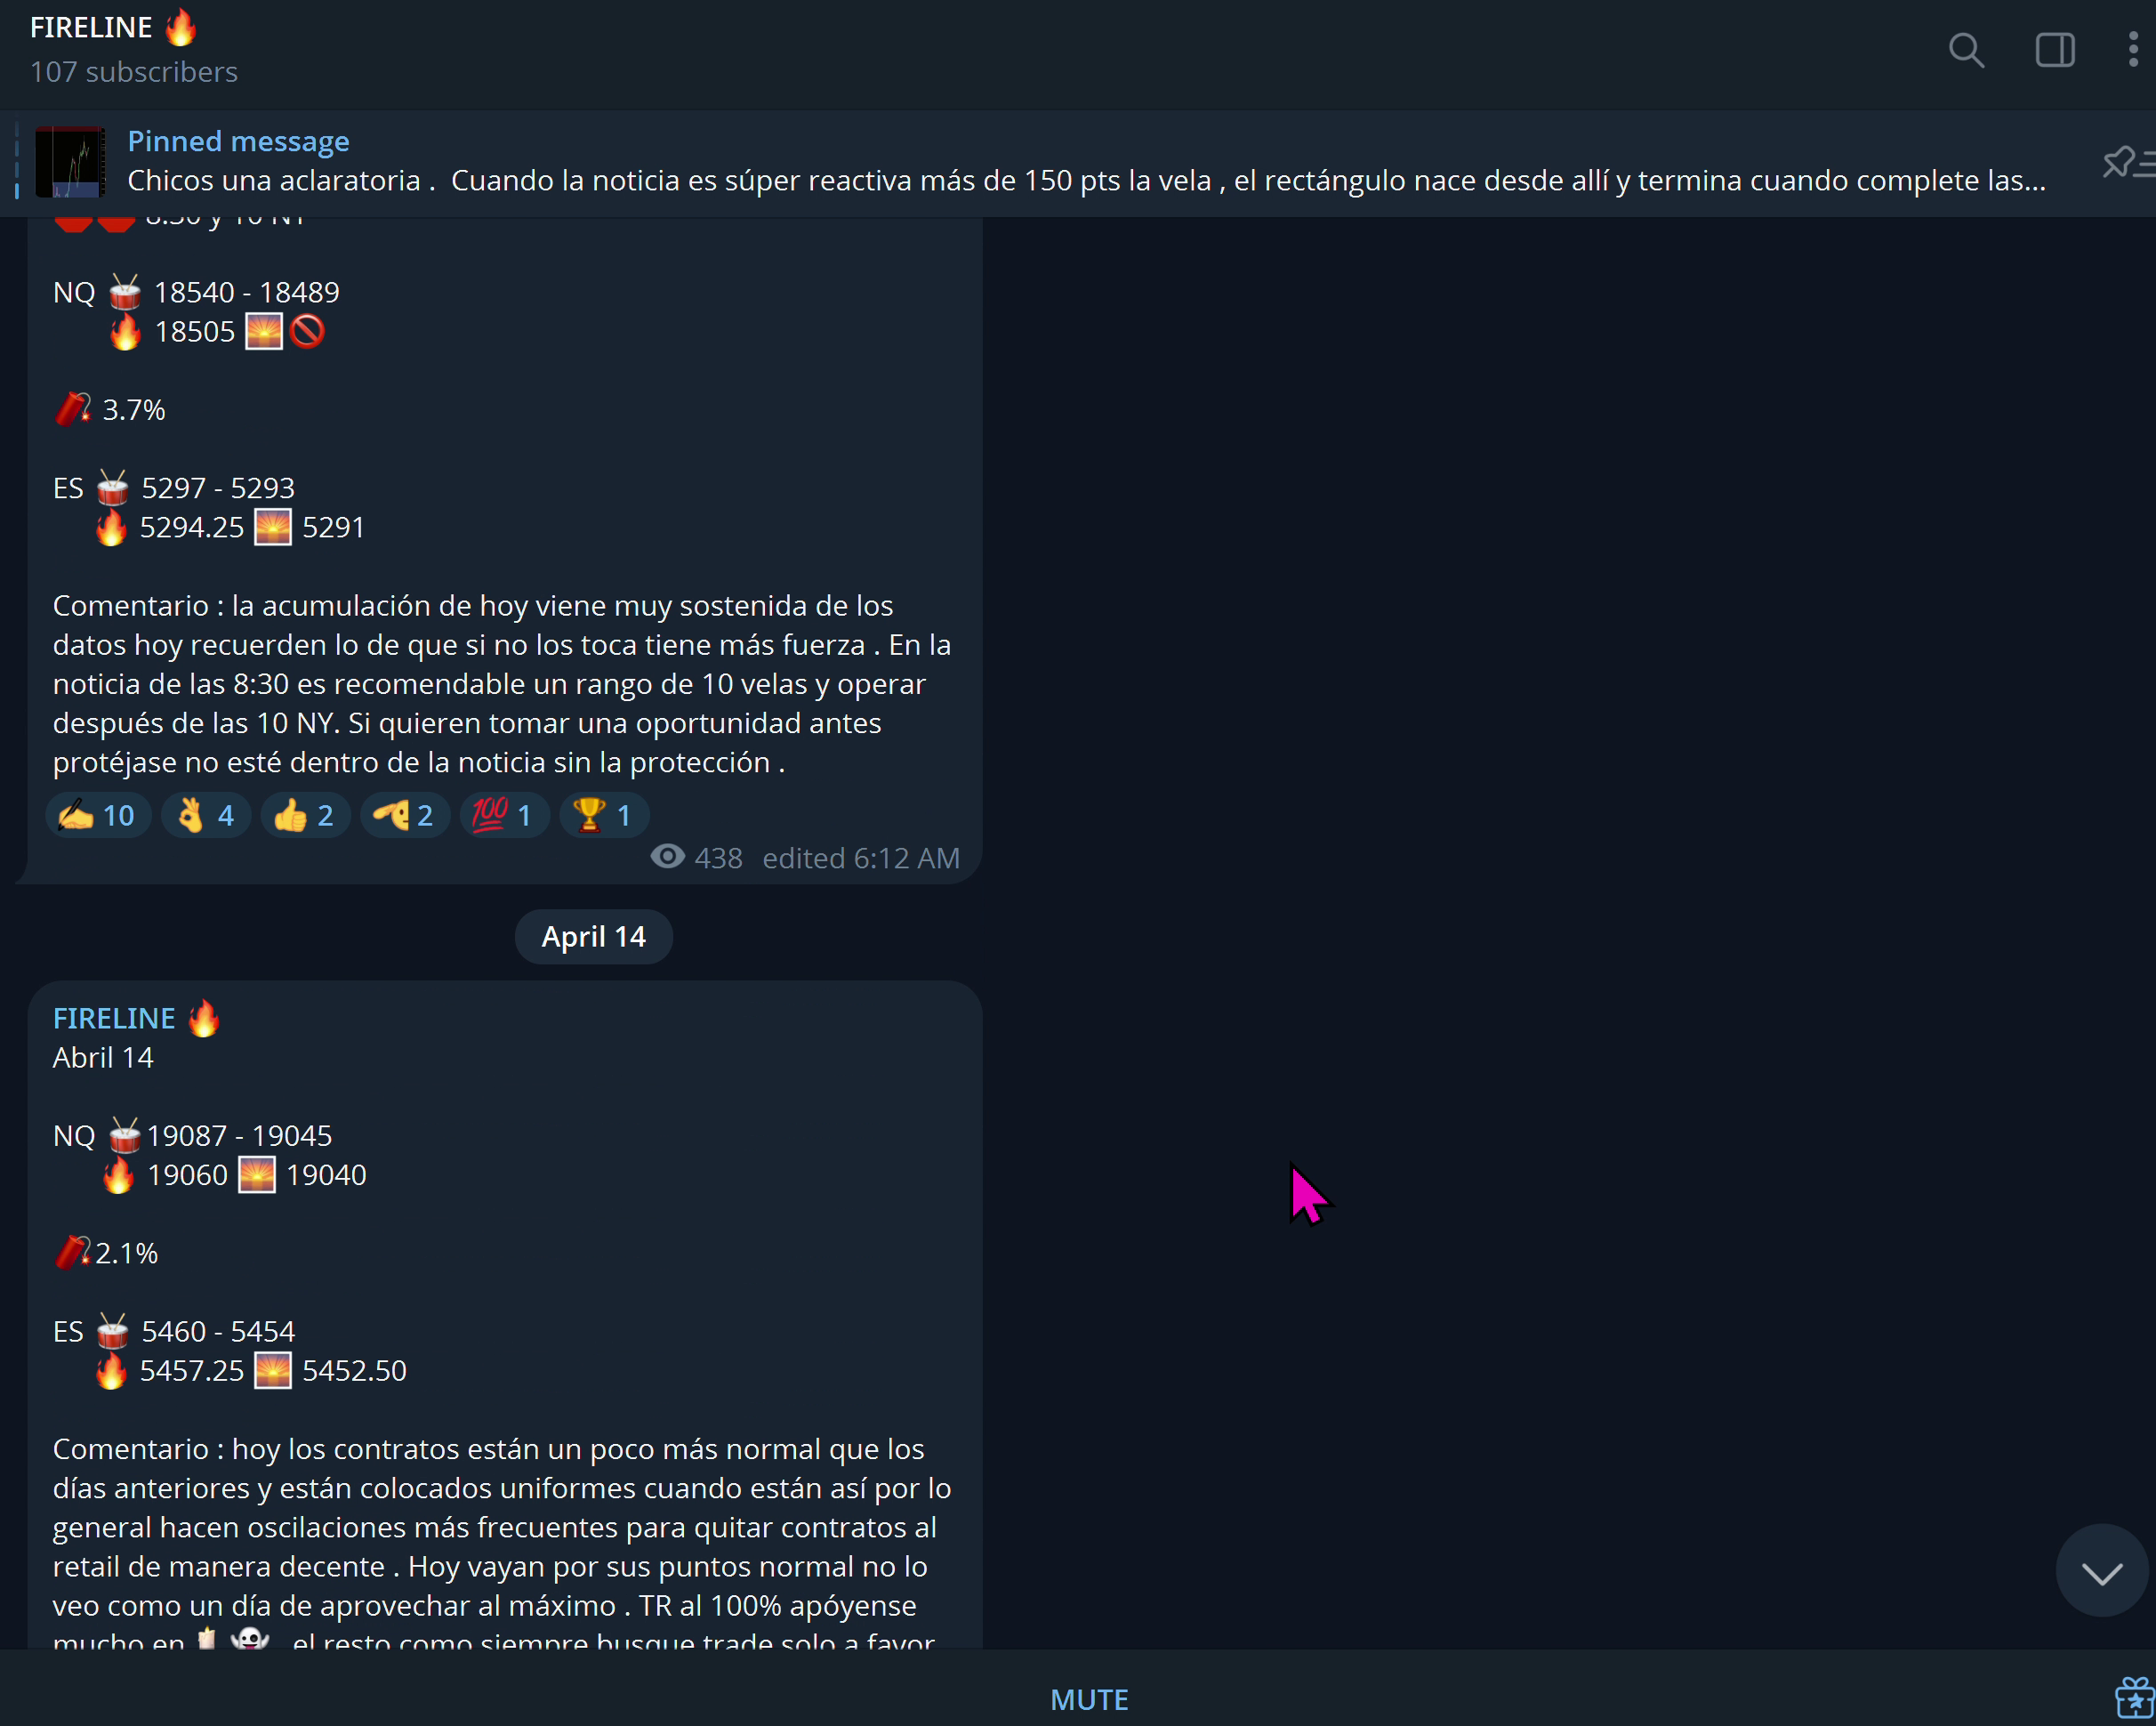 FIRELINE 🔥
107 subscribers
Pinned message
Chicos una aclaratoria . Cuando la noticia es súper reactiva más de 150 pts la vela , el rectángulo nace desde allí y termina cuando complete las...
🛑🛑 8:30 y 10 NY
NQ 🥁 18540 - 18489
🔥 18505 🌅🚫
🧨 3.7%
ES 🥁 5297 - 5293
🔥 5294.25 🌅 5291
Comentario : la acumulación de hoy viene muy sostenida de los
datos hoy recuerden lo de que si no los toca tiene más fuerza . En la
noticia de las 8:30 es recomendable un rango de 10 velas y operar
después de las 10 NY. Si quieren tomar una oportunidad antes
protéjase no esté dentro de la noticia sin la protección .
✍ 10 👌 4 👍 2 🫡 2 💯 1 🏆 1
438 edited 6:12 AM
April 14
FIRELINE 🔥
Abril 14
NQ 🥁19087 - 19045
🔥 19060 🌅 19040
🧨2.1%
ES 🥁 5460 - 5454
🔥 5457.25 🌅 5452.50
Comentario : hoy los contratos están un poco más normal que los
días anteriores y están colocados uniformes cuando están así por lo
general hacen oscilaciones más frecuentes para quitar contratos al
retail de manera decente . Hoy vayan por sus puntos normal no lo
veo como un día de aprovechar al máximo . TR al 100% apóyense
mucho en 🕯👻 el resto como siempre busque trade solo a favor
MUTE